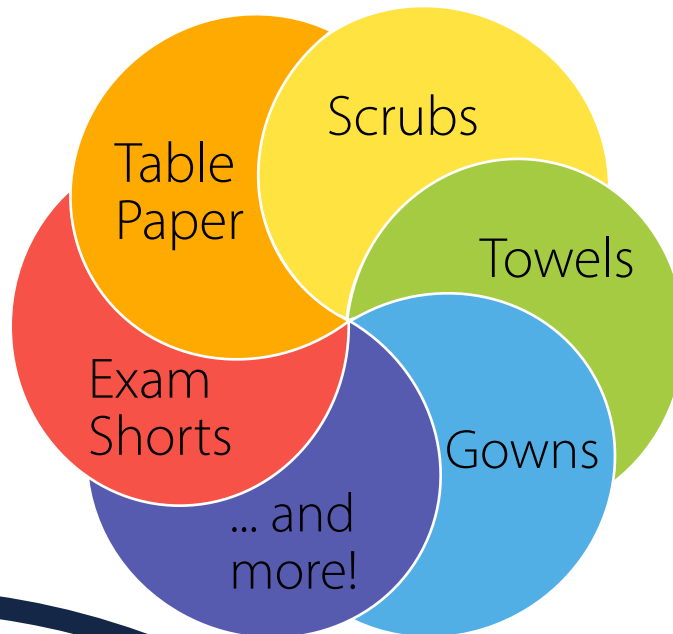 Scrubs
Table
Paper
Towels
Exam
Shorts
Gowns
... and
more!